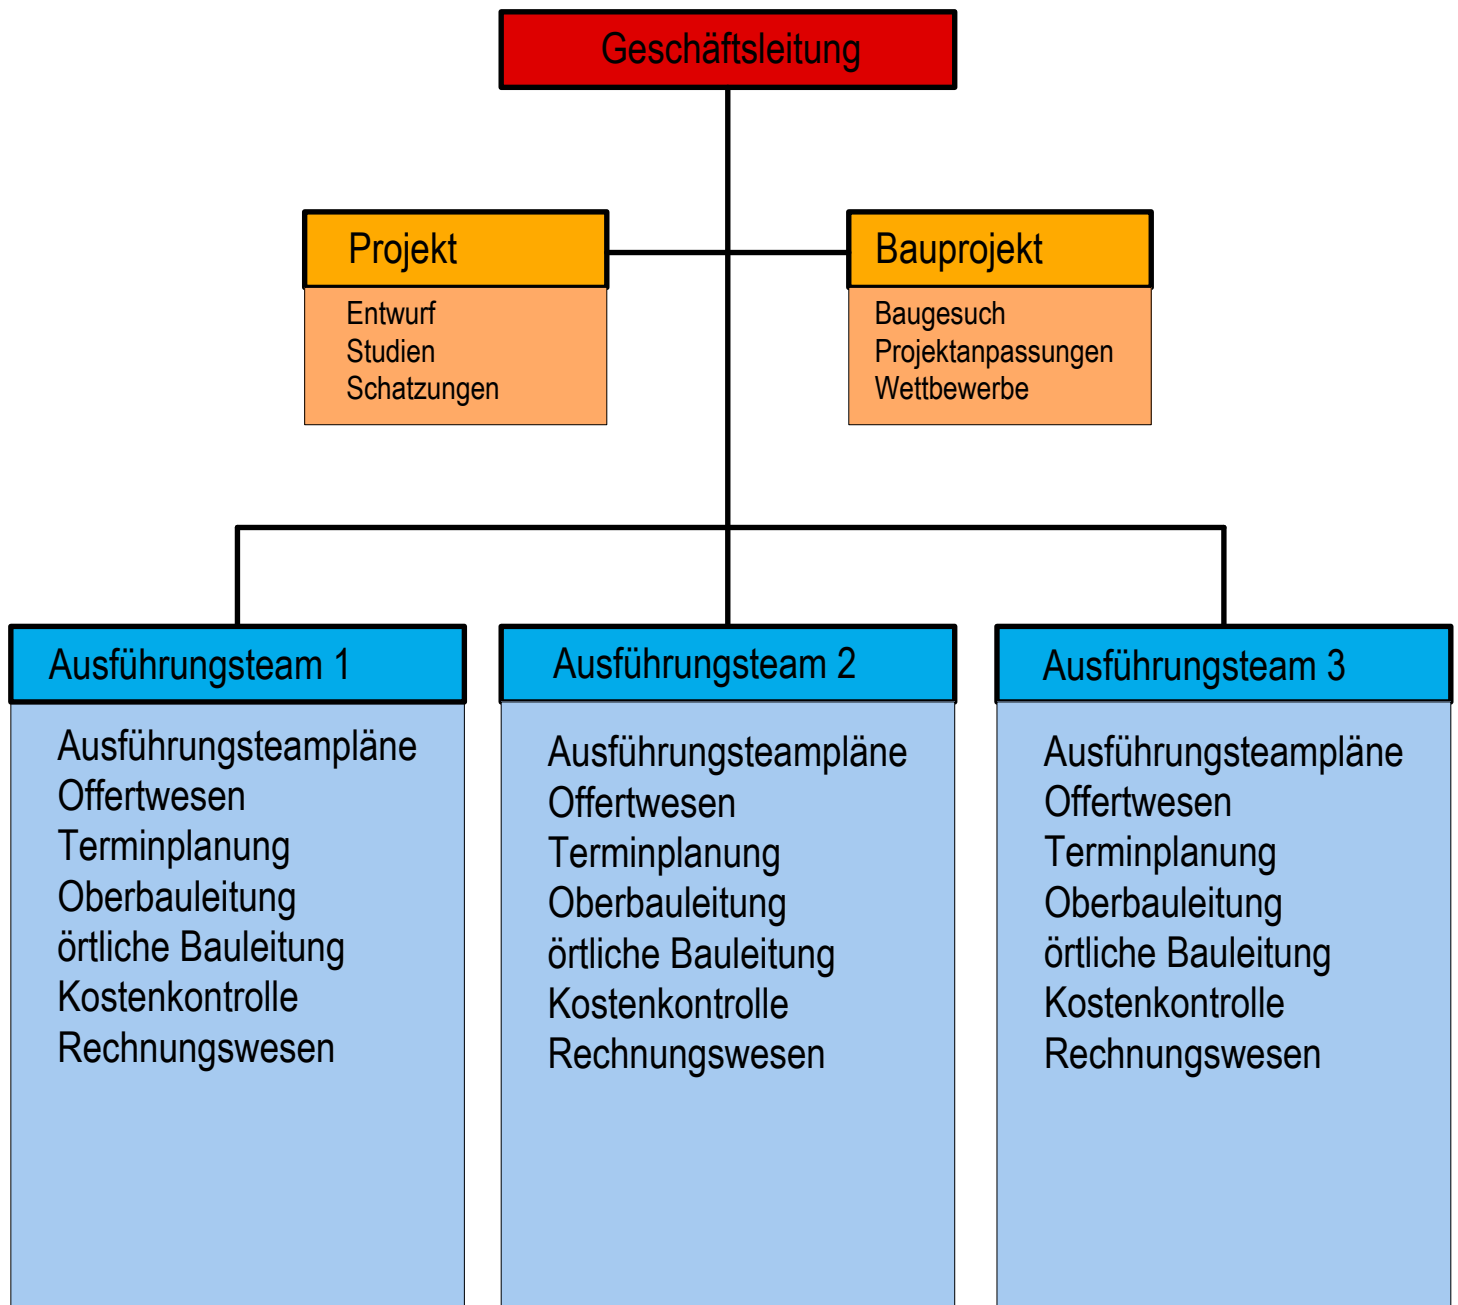 Geschäftsleitung
Projekt
Entwurf
Studien
Schatzungen
Bauprojekt
Baugesuch
Projektanpassungen
Wettbewerbe
Ausführungsteam 1
Ausführungsteampläne
Offertwesen
Terminplanung
Oberbauleitung
örtliche Bauleitung
Kostenkontrolle
Rechnungswesen
Ausführungsteam 2
Ausführungsteampläne
Offertwesen
Terminplanung
Oberbauleitung
örtliche Bauleitung
Kostenkontrolle
Rechnungswesen
Ausführungsteam 3
Ausführungsteampläne
Offertwesen
Terminplanung
Oberbauleitung
örtliche Bauleitung
Kostenkontrolle
Rechnungswesen